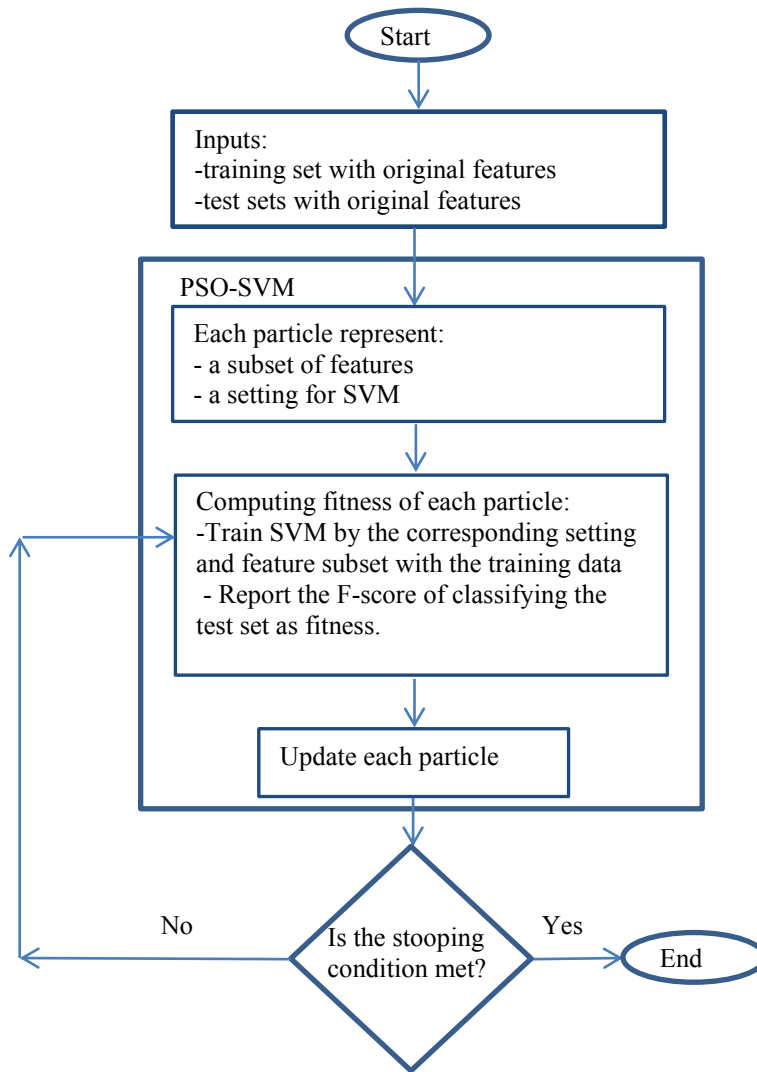 Start
Inputs:
-training set with original features
-test sets with original features
PSO-SVM
Each particle represent:
- a subset of features
- a setting for SVM
Computing fitness of each particle:
-Train SVM by the corresponding setting
and feature subset with the training data
- Report the F-score of classifying the
test set as fitness.
Update each particle
No
Yes
Is the stooping
condition met?
End